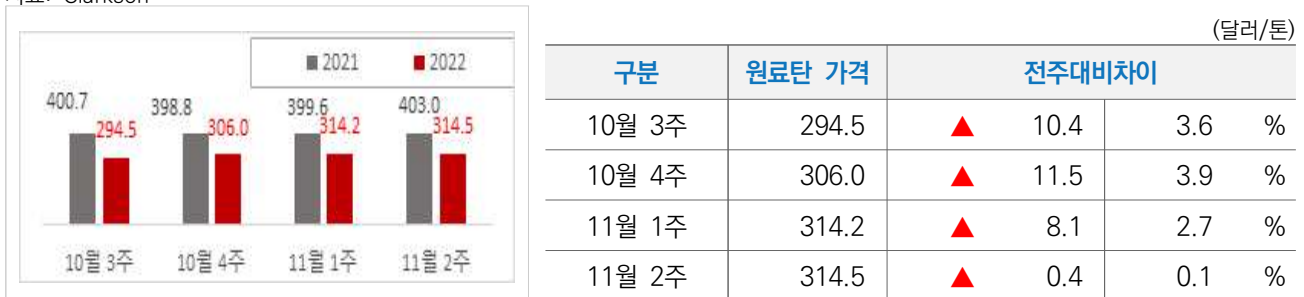 Clarkson
2021 2022
400.7 398.8 399.6 403.0
294.5 306.0 314.2 314.5
10월 3주 10월 4주 11월 1주 11월 2주
(달러/톤)
구분 원료탄 가격 전주대비차이
10월 3주 294.5 ▲ 10.4 3.6 %
10월 4주 306.0 ▲ 11.5 3.9 %
11월 1주 314.2 ▲ 8.1 2.7 %
11월 2주 314.5 ▲ 0.4 0.1 %